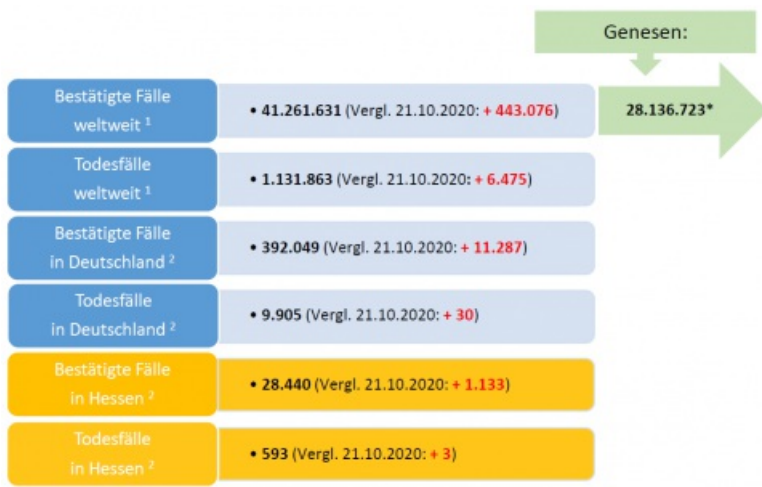 Genesen:
Bestätigte Fälle
weltweit ¹
• 41.261.631 (Vergl. 21.10.2020: + 443.076)
28.136.723*
Todesfälle
weltweit ¹
• 1.131.863 (Vergl. 21.10.2020: + 6.475)
Bestätigte Fälle
in Deutschland ²
• 392.049 (Vergl. 21.10.2020: + 11.287)
Todesfälle
in Deutschland ²
• 9.905 (Vergl. 21.10.2020: + 30)
Bestätigte Fälle
in Hessen ²
• 28.440 (Vergl. 21.10.2020: + 1.133)
Todesfälle
in Hessen ²
• 593 (Vergl. 21.10.2020: + 3)